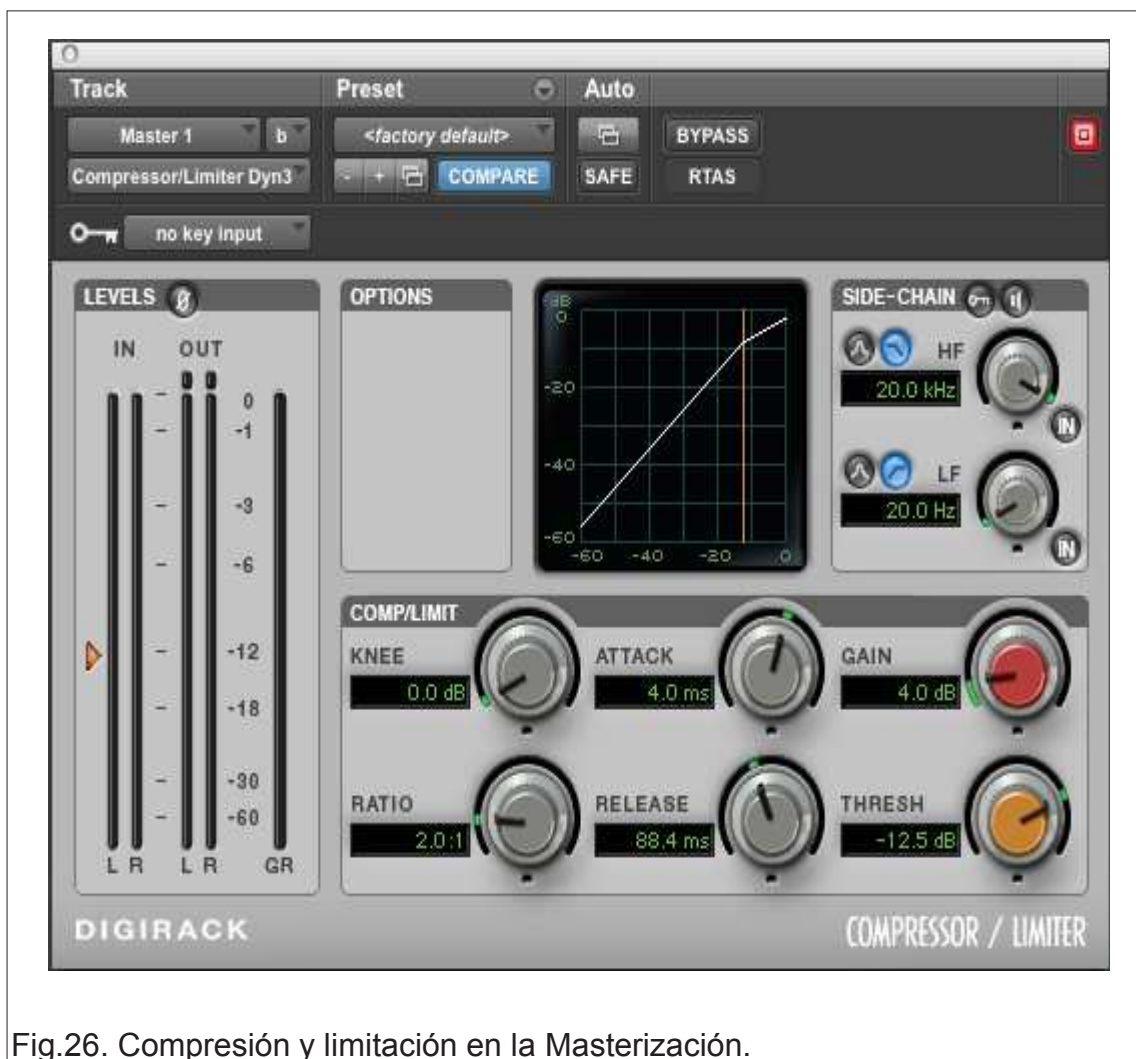 Track Preset Auto
Master 1 b <factory default> BYPASS
Compressor/Limiter Dyn3 - + COMPARE SAFE RTAS
no key input
LEVELS Ø
IN OUT
0
-1
-3
-6
-12
-18
-30
-60
L R L R GR
OPTIONS
dB
0
-20
-40
-60
-60 -40 -20 0
SIDE-CHAIN
HF
20.0 kHz
IN
LF
20.0 Hz
IN
COMP/LIMIT
KNEE ATTACK GAIN
0.0 dB 4.0 ms 4.0 dB
RATIO RELEASE THRESH
2.0:1 88.4 ms -12.5 dB
DIGIRACK COMPRESSOR / LIMITER
Fig.26. Compresión y limitación en la Masterización.